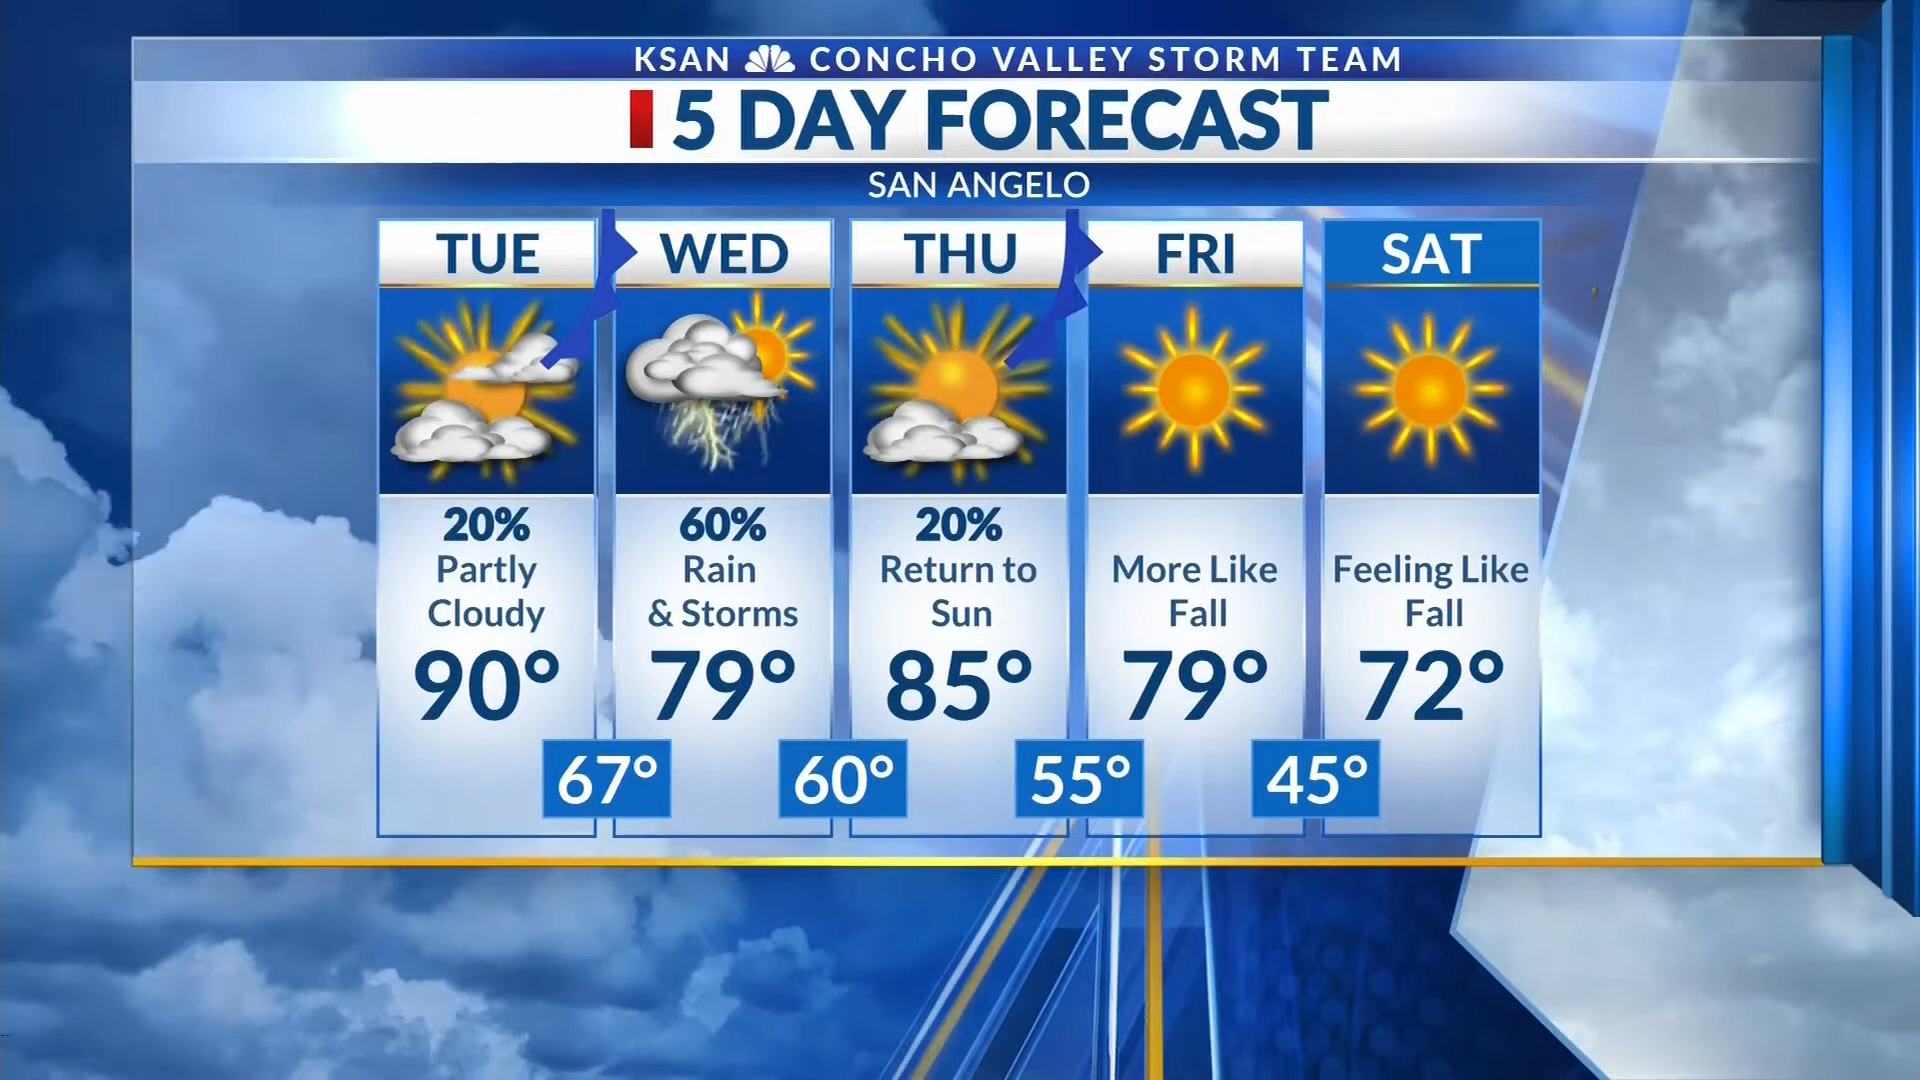 KSAN CONCHO VALLEY STORM TEAM
5 DAY FORECAST
SAN ANGELO
TUE
20%
Partly
Cloudy
90°
67°
WED
60%
Rain
& Storms
79°
60°
THU
20%
Return to
Sun
85°
55°
FRI
More Like
Fall
79°
45°
SAT
Feeling Like
Fall
72°